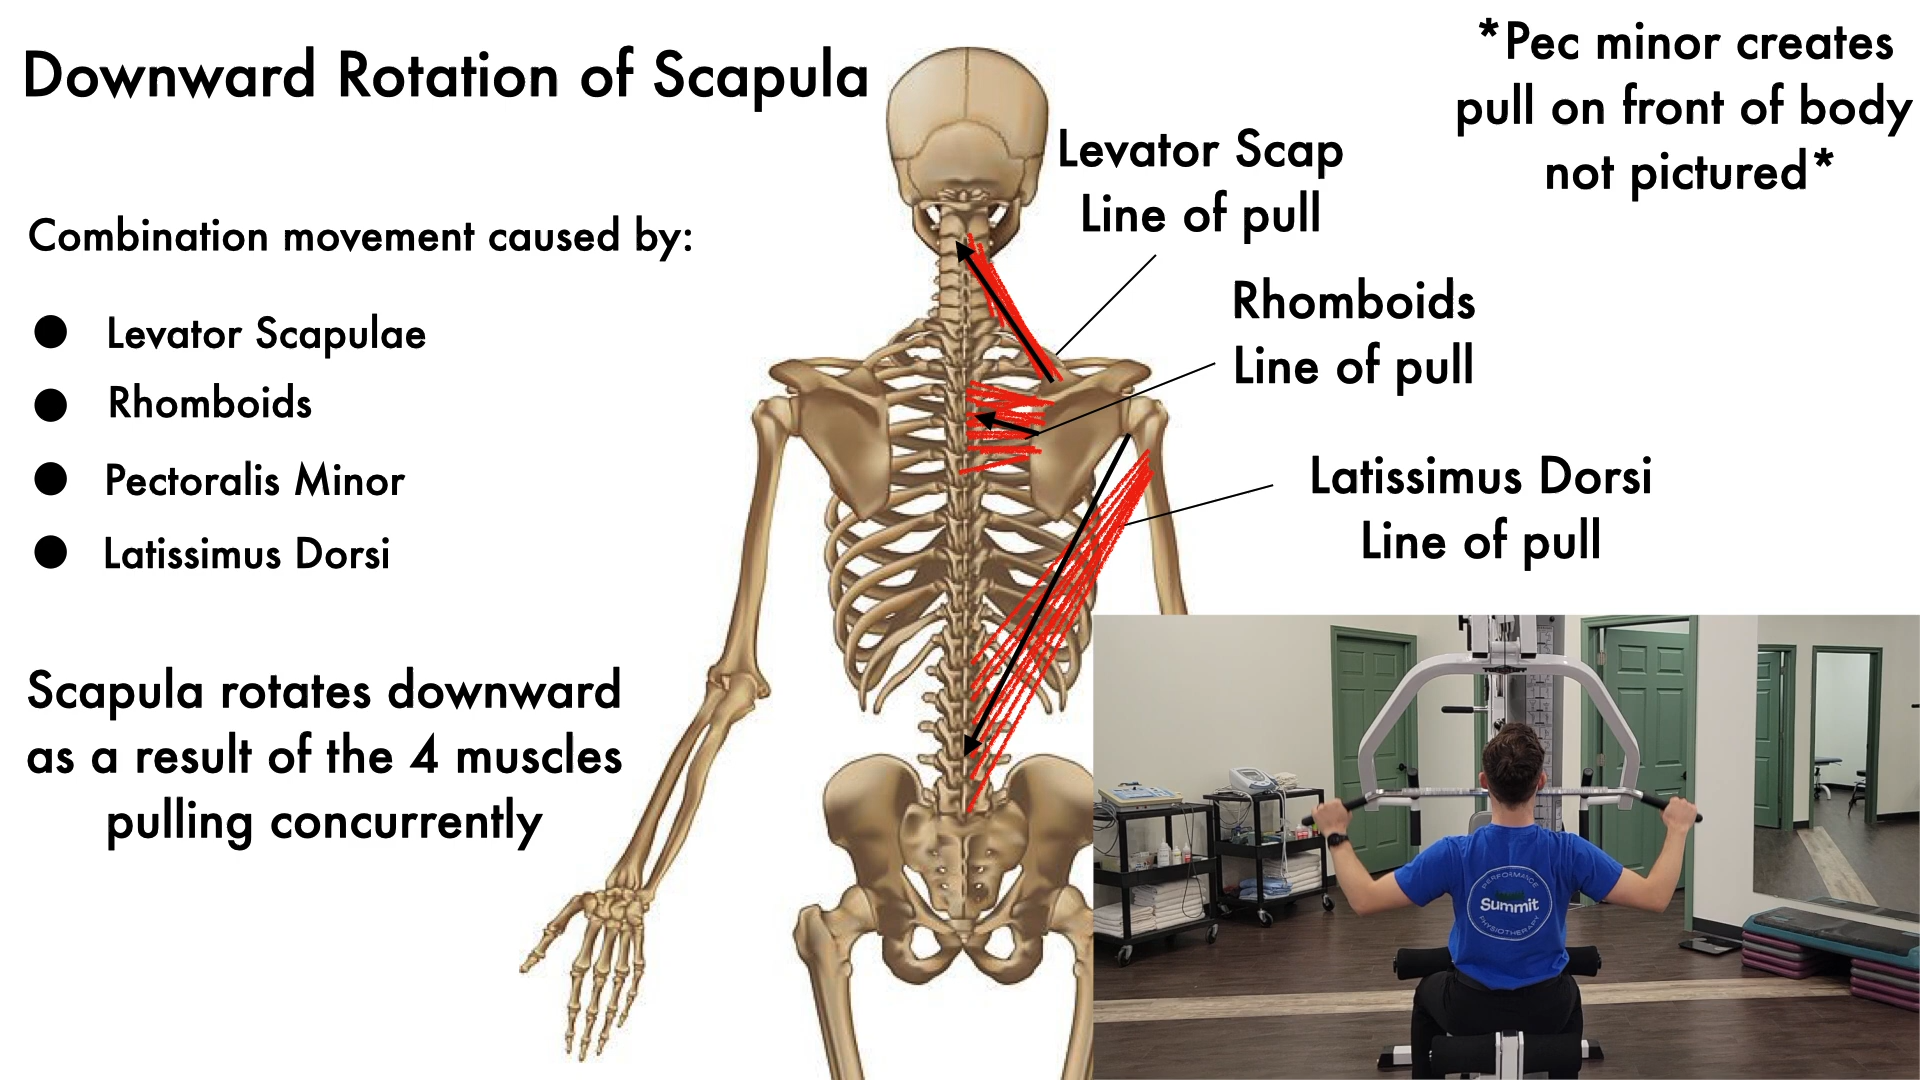 Downward Rotation of Scapula
Combination movement caused by:
● Levator Scapulae
● Rhomboids
● Pectoralis Minor
● Latissimus Dorsi
Scapula rotates downward
as a result of the 4 muscles
pulling concurrently
*Pec minor creates
pull on front of body
not pictured*
Levator Scap
Line of pull
Rhomboids
Line of pull
Latissimus Dorsi
Line of pull
PERFORMANCE
Summit
PHYSIOTHERAPY